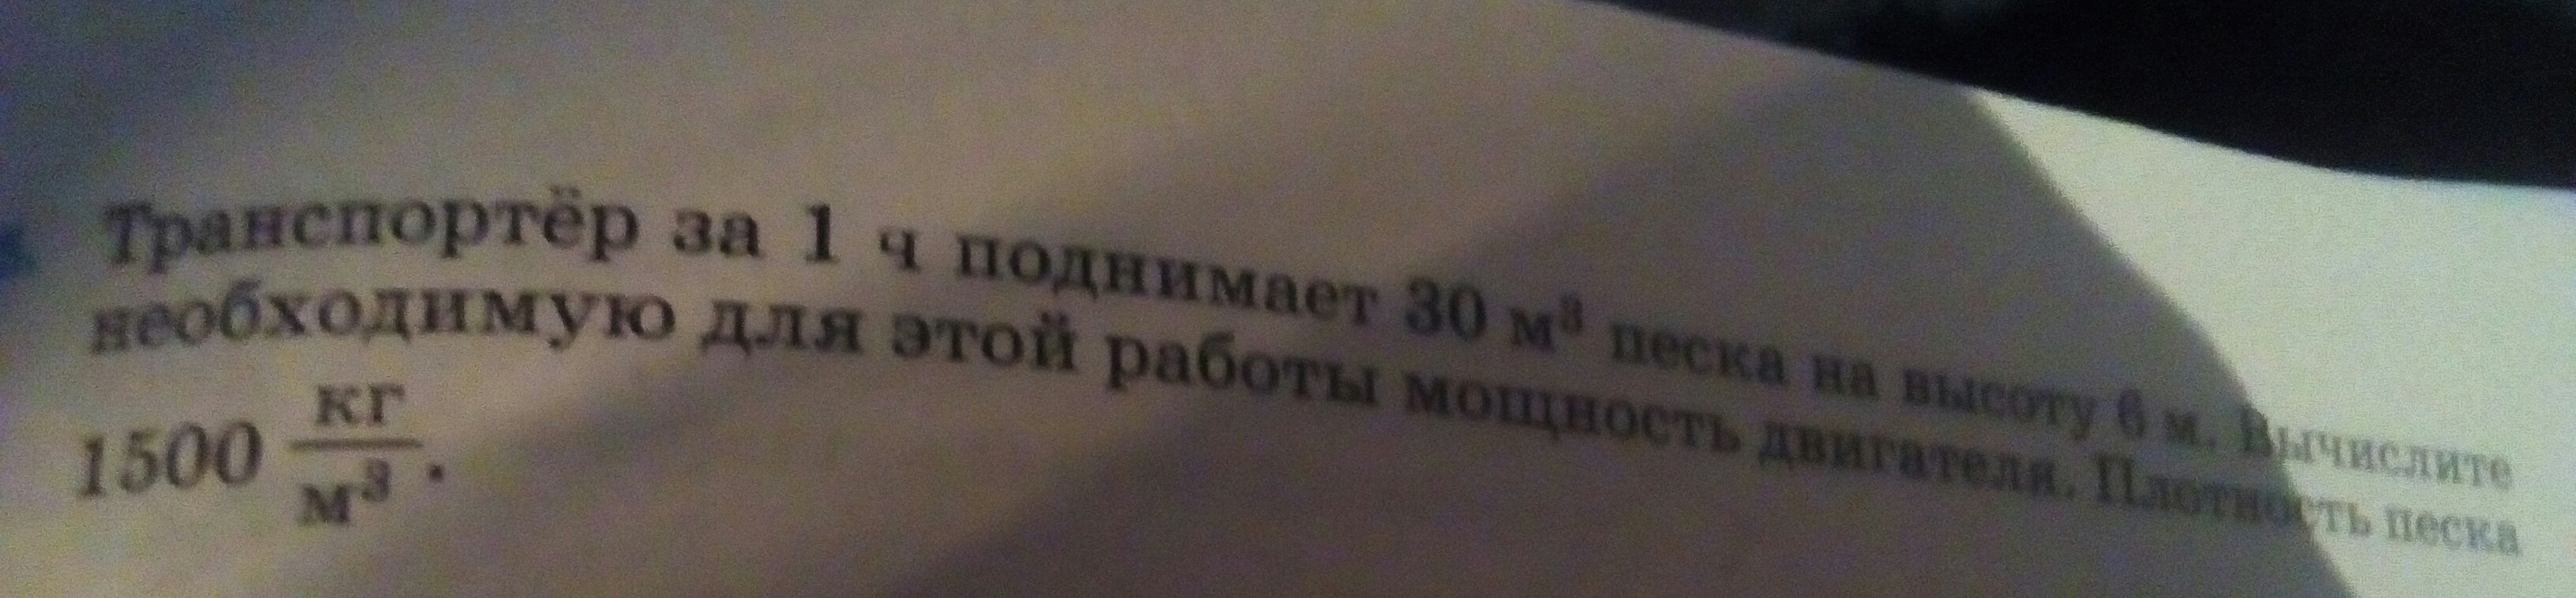 Транспортёр за 1 ч поднимает 30 м³ песка на высоту 6 м. Вычислите
необходимую для этой работы мощность двигателя. Плотность песка
1500 кг/м³.